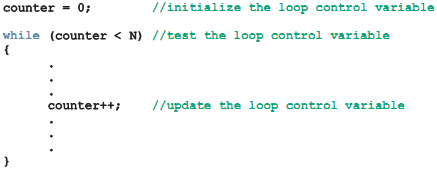 counter = 0; //initialize the loop control variable
while (counter < N) //test the loop control variable
{
.
.
.
counter++; //update the loop control variable
.
.
.
}